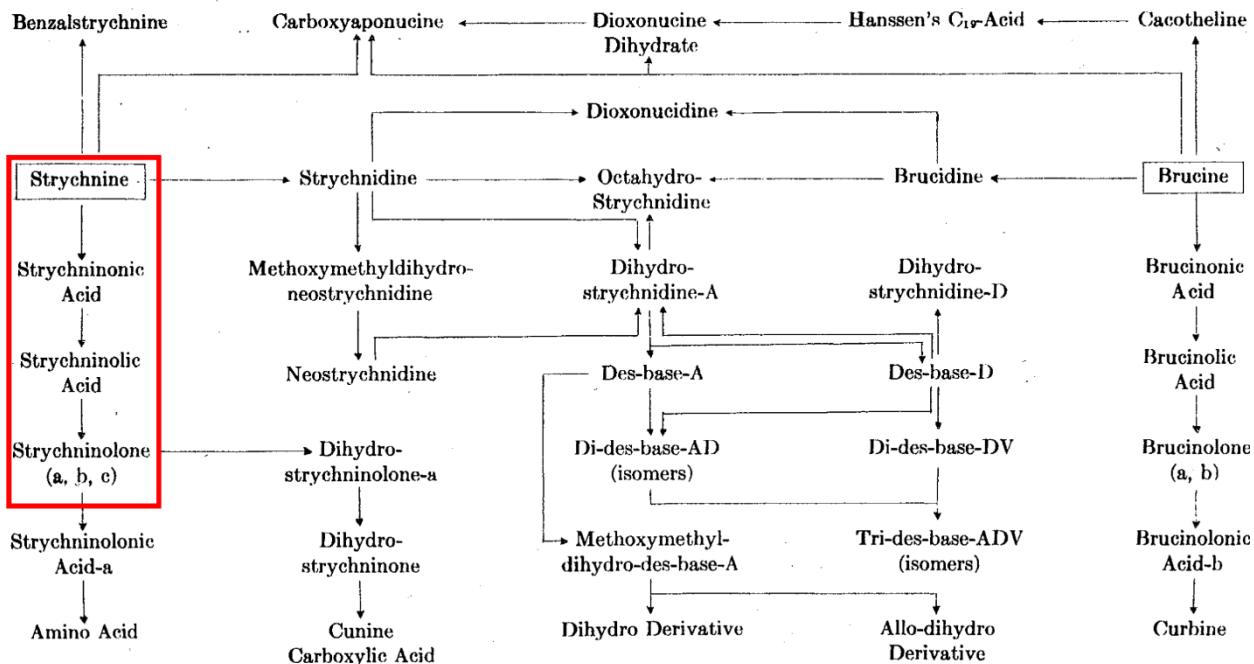 Benzalstrychnine
Carboxyaponucine
Dioxonucine
Dihydrate
Hanssen's C₁₉-Acid
Cacotheline
Dioxonucidine
Strychnine
Strychnidine
Octahydro-
Strychnidine
Brucidine
Brucine
Strychninonic
Acid
Methoxymethyldihydro-
neostrychnidine
Dihydro-
strychnidine-A
Dihydro-
strychnidine-D
Brucinonic
Acid
Strychninolic
Acid
Neostrychnidine
Des-base-A
Des-base-D
Brucinolic
Acid
Strychninolone
(a, b, c)
Dihydro-
strychninolone-a
Di-des-base-AD
(isomers)
Di-des-base-DV
Brucinolone
(a, b)
Strychninolonic
Acid-a
Dihydro-
strychninone
Methoxymethyl-
dihydro-des-base-A
Tri-des-base-ADV
(isomers)
Brucinolonic
Acid-b
Amino Acid
Cunine
Carboxylic Acid
Dihydro Derivative
Allo-dihydro
Derivative
Curbine